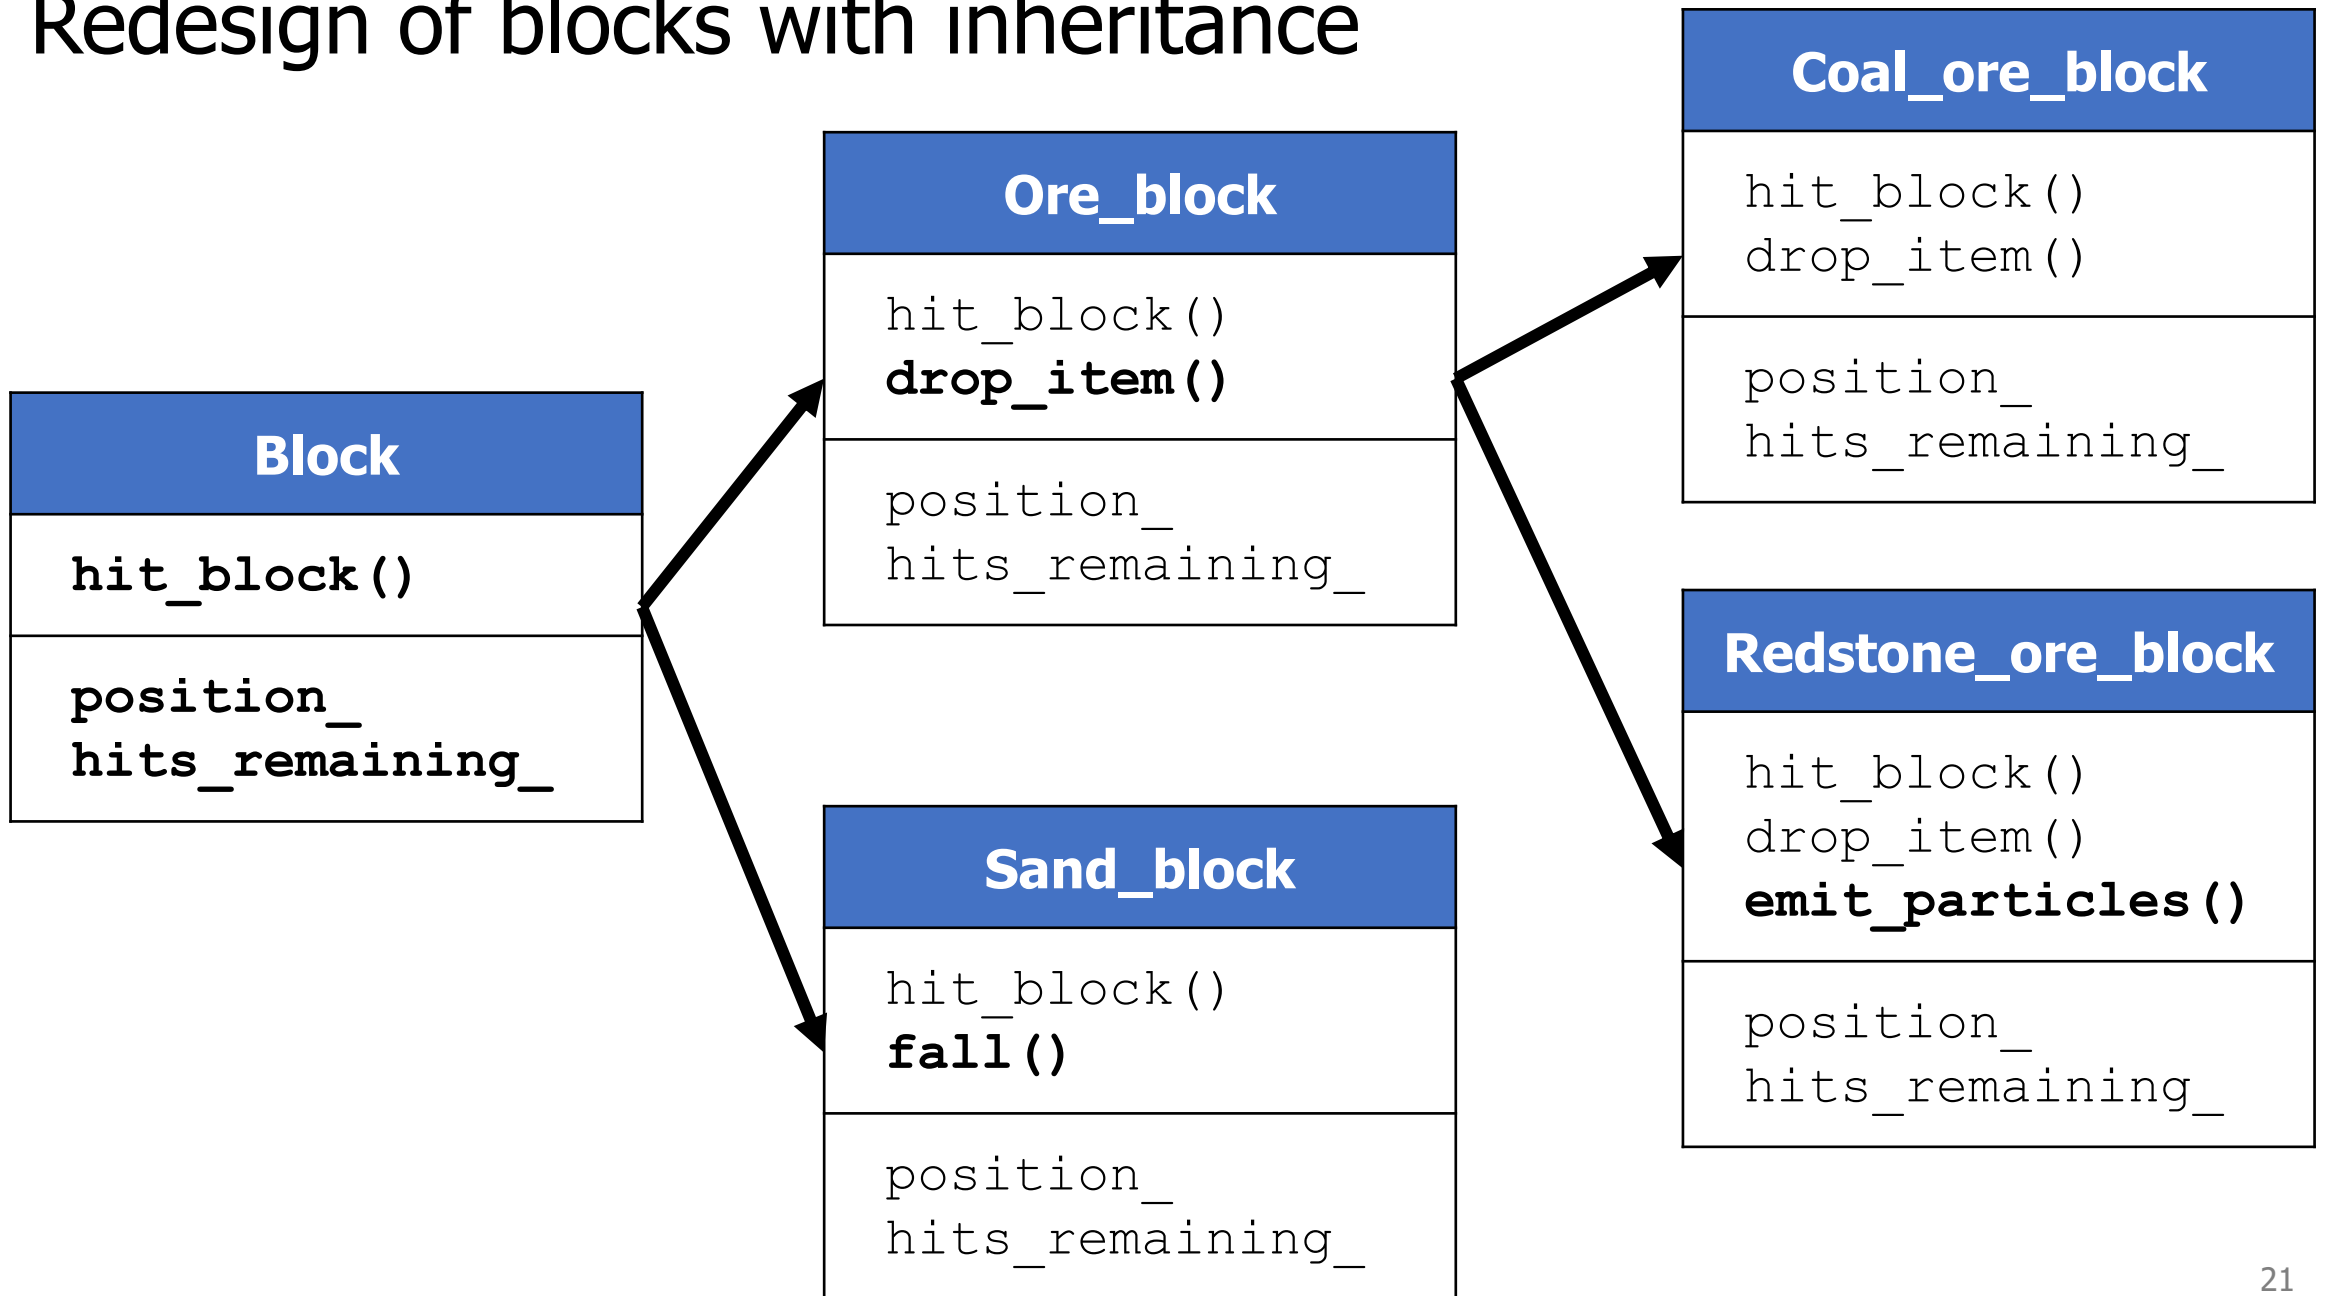 Redesign of blocks with inheritance
Block
hit_block()
position_
hits_remaining_
Ore_block
hit_block()
drop_item()
position_
hits_remaining_
Sand_block
hit_block()
fall()
position_
hits_remaining_
Coal_ore_block
hit_block()
drop_item()
position_
hits_remaining_
Redstone_ore_block
hit_block()
drop_item()
emit_particles()
position_
hits_remaining_
21